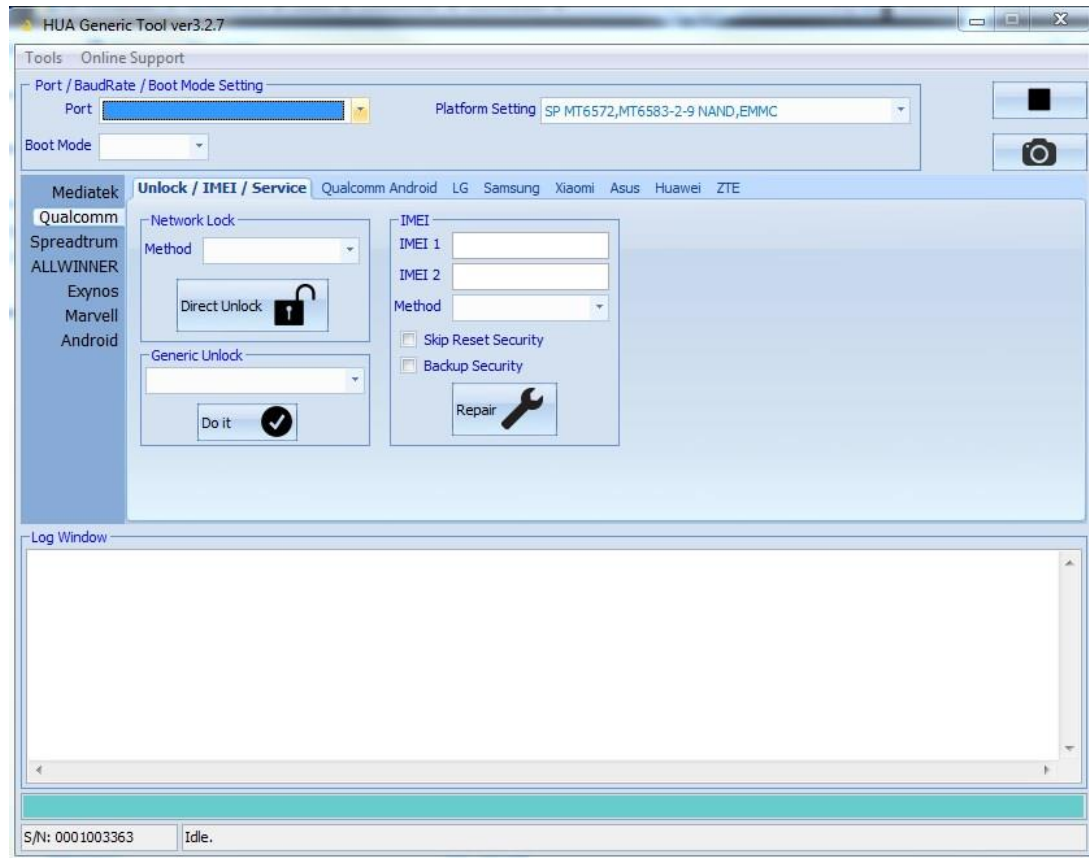 HUA Generic Tool ver3.2.7
Tools Online Support
Port / BaudRate / Boot Mode Setting
Port
Platform Setting SP MT6572,MT6583-2-9 NAND,EMMC
Boot Mode
Mediatek
Qualcomm
Spreadtrum
ALLWINNER
Exynos
Marvell
Android
Unlock / IMEI / Service Qualcomm Android LG Samsung Xiaomi Asus Huawei ZTE
Network Lock
Method
Direct Unlock
Generic Unlock
Do it
IMEI
IMEI 1
IMEI 2
Method
Skip Reset Security
Backup Security
Repair
Log Window
S/N: 0001003363 Idle.